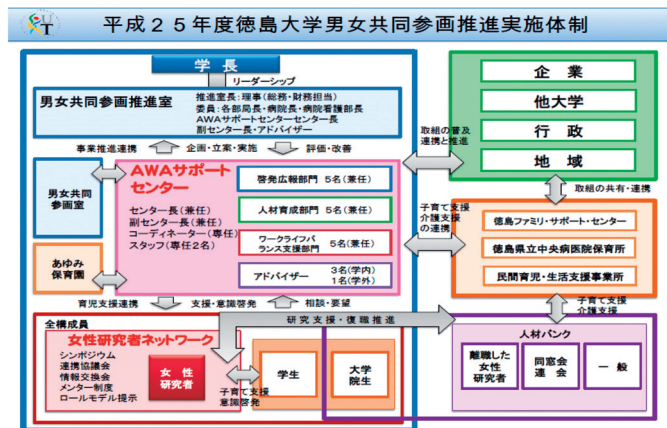 平成25年度徳島大学男女共同参画推進実施体制
学長
リーダーシップ
男女共同参画推進室
推進室長：理事（総務・財務担当）
委員：各部局長・病院長・病院看護部長
AWAサポートセンターセンター長
副センター長・アドバイザー
事業推進連携
企画・立案・実施
評価・改善
男女共同
参画室
あゆみ
保育園
AWAサポート
センター
センター長（兼任）
副センター長（兼任）
コーディネーター（専任）
スタッフ（専任2名）
啓発広報部門 5名（兼任）
人材育成部門 5名（兼任）
ワークライフバ
ランス支援部門
5名（兼任）
アドバイザー
3名（学内）
1名（学外）
取組の普及
連携と推進
企業
他大学
行政
地域
取組の共有・連携
子育て支援
介護支援
の連携
徳島ファミリ・サポート・センター
徳島県立中央病医院保育所
民間育児・生活支援事業所
子育て支援
介護支援
育児支援連携
支援・意識啓発
相談・要望
研究支援・復職推進
全構成員
女性研究者ネットワーク
シンポジウム
連携協議会
情報交換会
メンター制度
ロールモデル提示
女性
研究者
子育て支援
意識啓発
学生
大学
院生
人材バンク
離職した
女性
研究者
同窓会
連会
一般